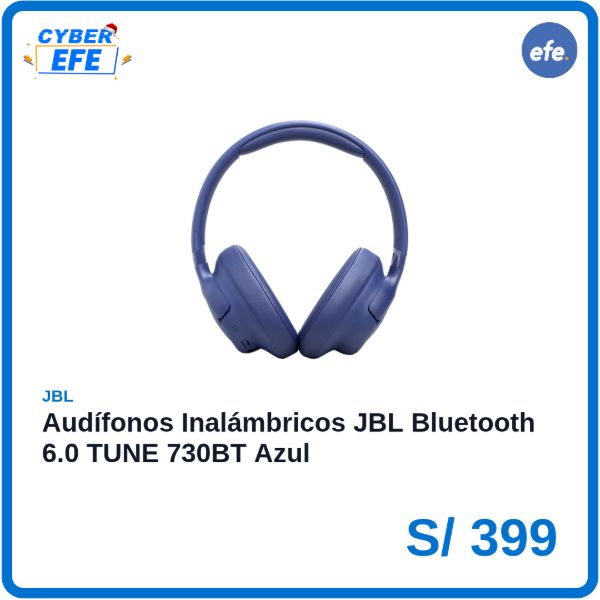 CYBER
EFE
efe.
JBL
Audífonos Inalámbricos JBL Bluetooth
6.0 TUNE 730BT Azul
S/ 399